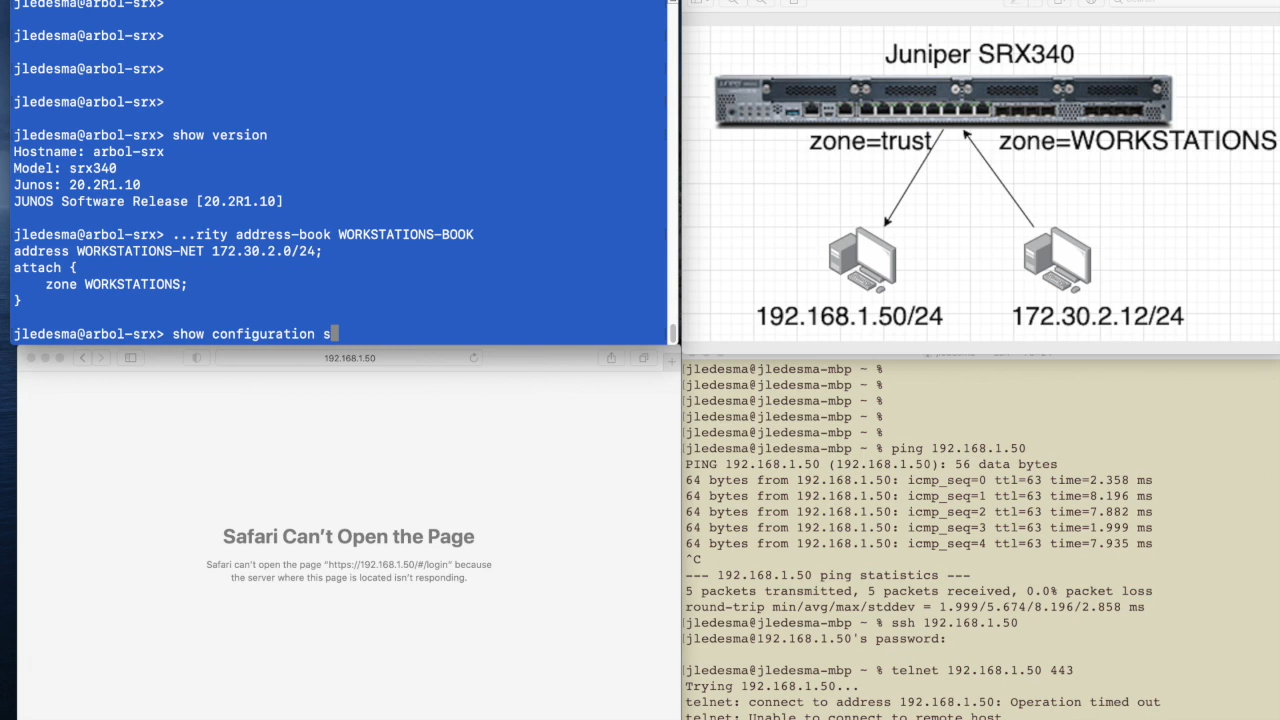 jledesma@arbol-srx>
jledesma@arbol-srx>
jledesma@arbol-srx>
jledesma@arbol-srx>
jledesma@arbol-srx> show version
Hostname: arbol-srx
Model: srx340
Junos: 20.2R1.10
JUNOS Software Release [20.2R1.10]
jledesma@arbol-srx> ...rity address-book WORKSTATIONS-BOOK
address WORKSTATIONS-NET 172.30.2.0/24;
attach {
    zone WORKSTATIONS;
}
jledesma@arbol-srx> show configuration s
Juniper SRX340
zone=trust
zone=WORKSTATIONS
192.168.1.50/24
172.30.2.12/24
192.168.1.50
Safari Can't Open the Page
Safari can't open the page "https://192.168.1.50/#/login" because
the server where this page is located isn't responding.
[jledesma@jledesma-mbp ~ %
[jledesma@jledesma-mbp ~ %
[jledesma@jledesma-mbp ~ %
[jledesma@jledesma-mbp ~ %
[jledesma@jledesma-mbp ~ %
[jledesma@jledesma-mbp ~ % ping 192.168.1.50
PING 192.168.1.50 (192.168.1.50): 56 data bytes
64 bytes from 192.168.1.50: icmp_seq=0 ttl=63 time=2.358 ms
64 bytes from 192.168.1.50: icmp_seq=1 ttl=63 time=8.196 ms
64 bytes from 192.168.1.50: icmp_seq=2 ttl=63 time=7.882 ms
64 bytes from 192.168.1.50: icmp_seq=3 ttl=63 time=1.999 ms
64 bytes from 192.168.1.50: icmp_seq=4 ttl=63 time=7.935 ms
^C
--- 192.168.1.50 ping statistics ---
5 packets transmitted, 5 packets received, 0.0% packet loss
round-trip min/avg/max/stddev = 1.999/5.674/8.196/2.858 ms
[jledesma@jledesma-mbp ~ % ssh 192.168.1.50
[jledesma@192.168.1.50's password:
[jledesma@jledesma-mbp ~ % telnet 192.168.1.50 443
Trying 192.168.1.50...
telnet: connect to address 192.168.1.50: Operation timed out
telnet: Unable to connect to remote host